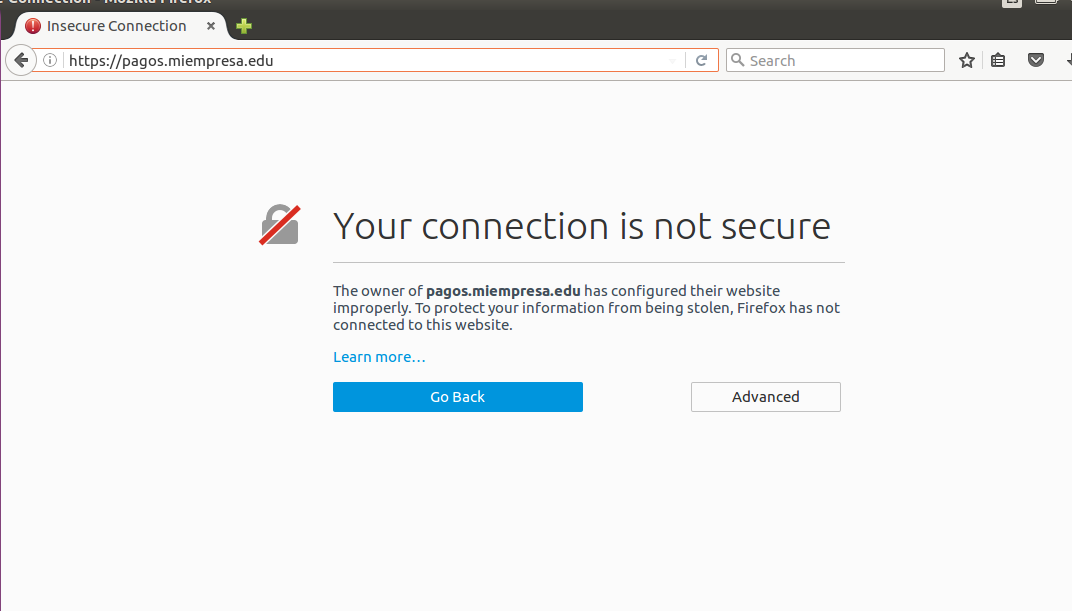 Insecure Connection
https://pagos.miempresa.edu
Search
Your connection is not secure
The owner of pagos.miempresa.edu has configured their website
improperly. To protect your information from being stolen, Firefox has not
connected to this website.
Learn more…
Go Back
Advanced